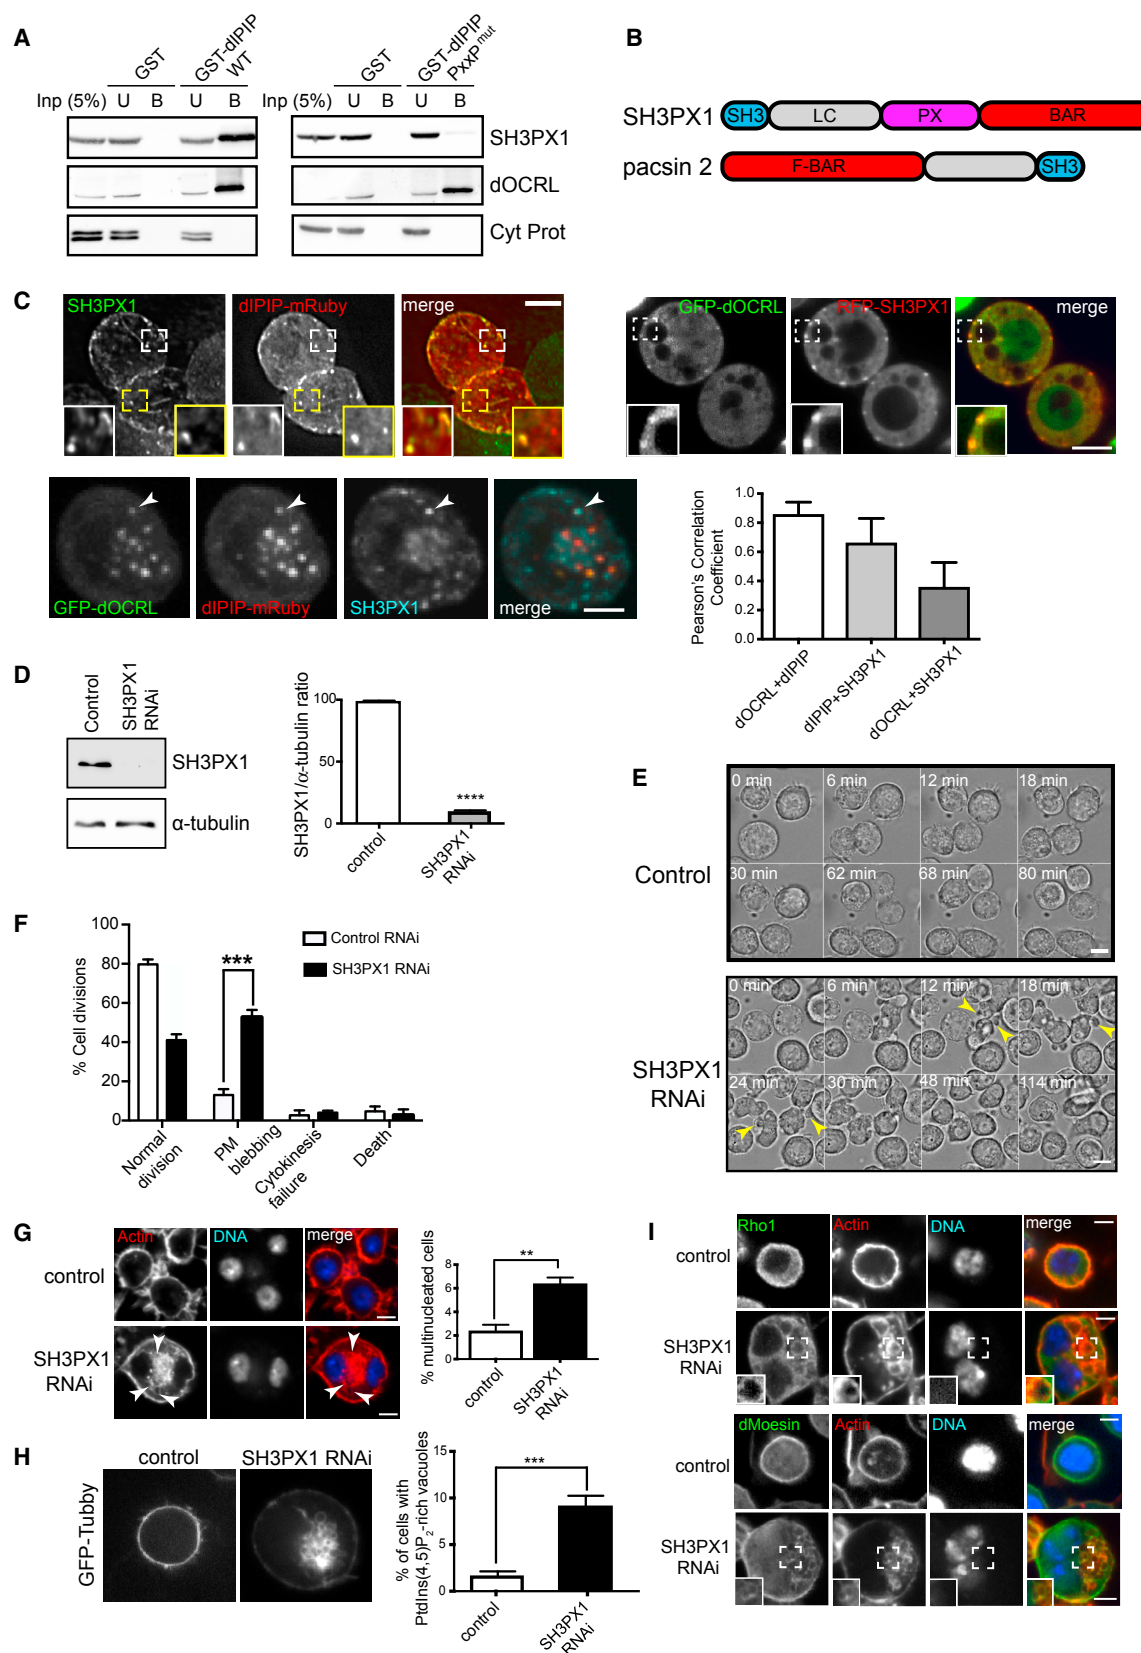 A
GST
GST-dIPIP WT
GST
GST-dIPIP PxxP mut
Inp (5%) U B U B
Inp (5%) U B U B
SH3PX1
dOCRL
Cyt Prot
B
SH3PX1
SH3 LC PX BAR
pacsin 2
F-BAR SH3
C
SH3PX1
dIPIP-mRuby
merge
GFP-dOCRL
RFP-SH3PX1
merge
GFP-dOCRL
dIPIP-mRuby
SH3PX1
merge
Pearson's Correlation
Coefficient
1.0
0.8
0.6
0.4
0.2
0.0
dOCRL+dIPIP
dIPIP+SH3PX1
dOCRL+SH3PX1
D
Control
SH3PX1
RNAi
SH3PX1
α-tubulin
SH3PX1/α-tubulin ratio
100
50
0
****
control
SH3PX1
RNAi
E
Control
0 min 6 min 12 min 18 min
30 min 62 min 68 min 80 min
SH3PX1
RNAi
0 min 6 min 12 min 18 min
24 min 30 min 48 min 114 min
F
% Cell divisions
80
60
40
20
0
***
Control RNAi
SH3PX1 RNAi
Normal
division
PM
blebbing
Cytokinesis
failure
Death
G
Actin
DNA
merge
control
SH3PX1
RNAi
% multinucleated cells
8
6
4
2
0
**
control
SH3PX1
RNAi
H
control
SH3PX1 RNAi
GFP-Tubby
% of cells with
PtdIns(4,5)P2-rich vacuoles
15
10
5
0
***
control
SH3PX1
RNAi
I
Rho1
Actin
DNA
merge
control
SH3PX1
RNAi
dMoesin
Actin
DNA
merge
control
SH3PX1
RNAi